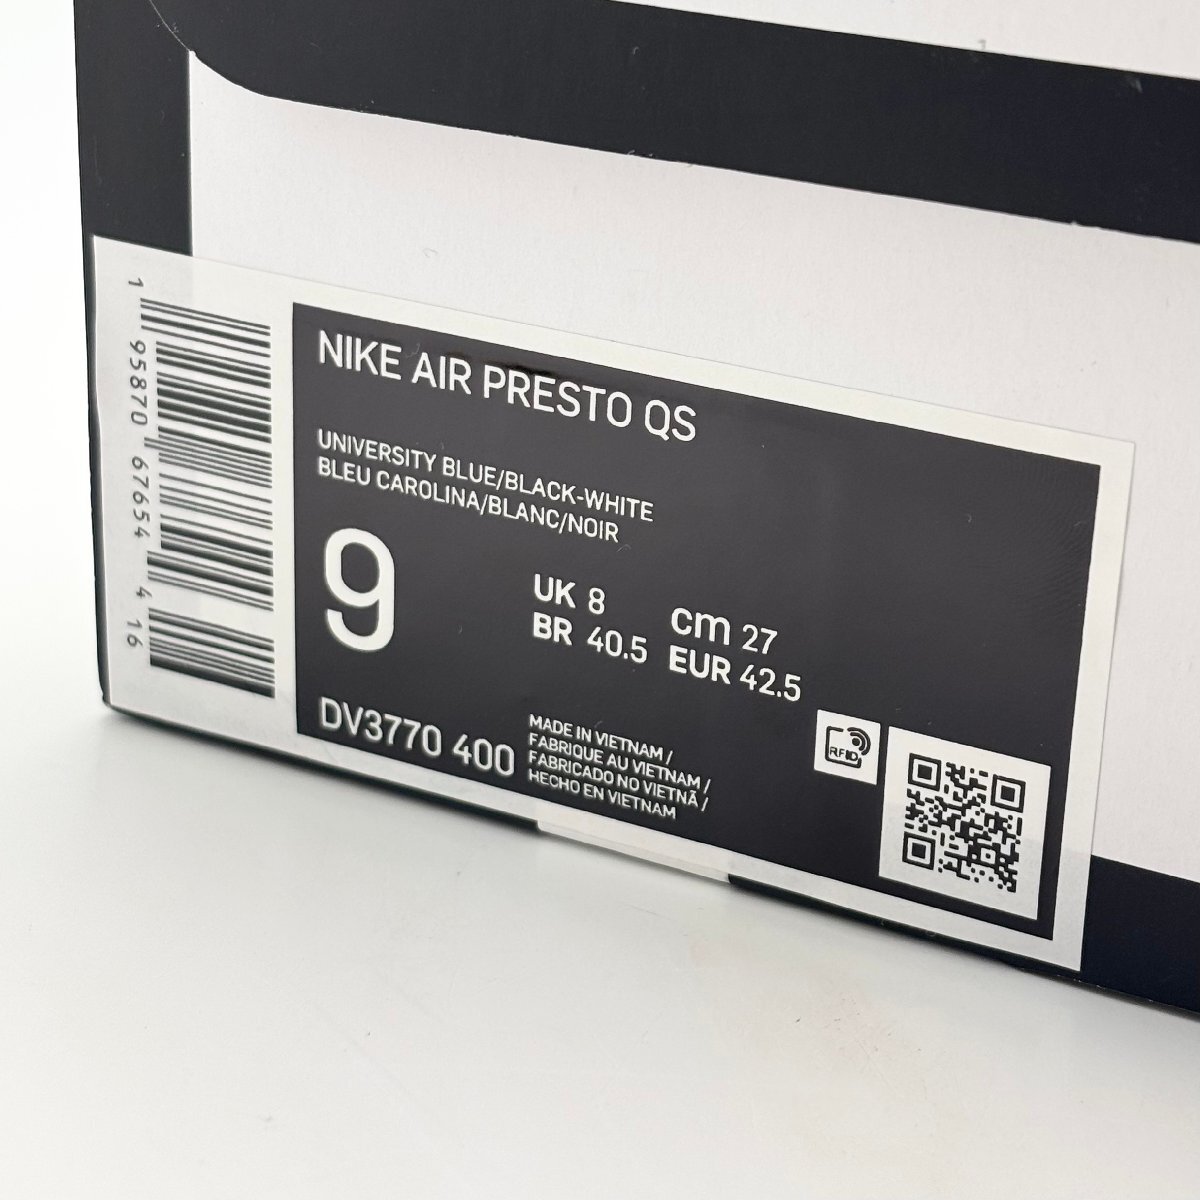 1 95870 67654 4 16
NIKE AIR PRESTO QS
UNIVERSITY BLUE/BLACK-WHITE
BLEU CAROLINA/BLANC/NOIR
9
UK 8 cm 27
BR 40.5 EUR 42.5
DV3770 400
MADE IN VIETNAM /
FABRIQUE AU VIETNAM /
FABRICADO NO VIETNÃ /
HECHO EN VIETNAM
RFID